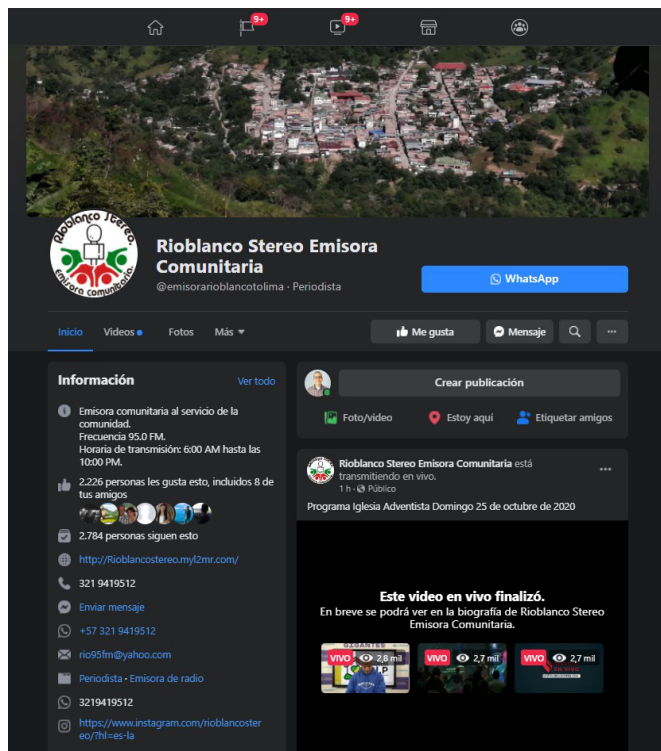 9+
9+
Rioblanco Stereo.
Emisora comunitaria.
Rioblanco Stereo Emisora
Comunitaria
@emisorarioblancotolima · Periodista
WhatsApp
Inicio
Videos
Fotos
Más
Me gusta
Mensaje
Información
Ver todo
Emisora comunitaria al servicio de la
comunidad.
Frecuencia 95.0 FM.
Horaria de transmisión: 6:00 AM hasta las
10:00 PM.
2.226 personas les gusta esto, incluidos 8 de
tus amigos
2.784 personas siguen esto
http://Rioblancostereo.myl2mr.com/
321 9419512
Enviar mensaje
+57 321 9419512
rio95fm@yahoo.com
Periodista · Emisora de radio
3219419512
https://www.instagram.com/rioblancoster
eo/?hl=es-la
Crear publicación
Foto/video
Estoy aquí
Etiquetar amigos
Rioblanco Stereo Emisora Comunitaria está
transmitiendo en vivo.
1 h · Público
Programa Iglesia Adventista Domingo 25 de octubre de 2020
Este video en vivo finalizó.
En breve se podrá ver en la biografía de Rioblanco Stereo
Emisora Comunitaria.
GIGANTES
VIVO 2,8 mil
VIVO 2,7 mil
VIVO 2,7 mil
EN VIVO